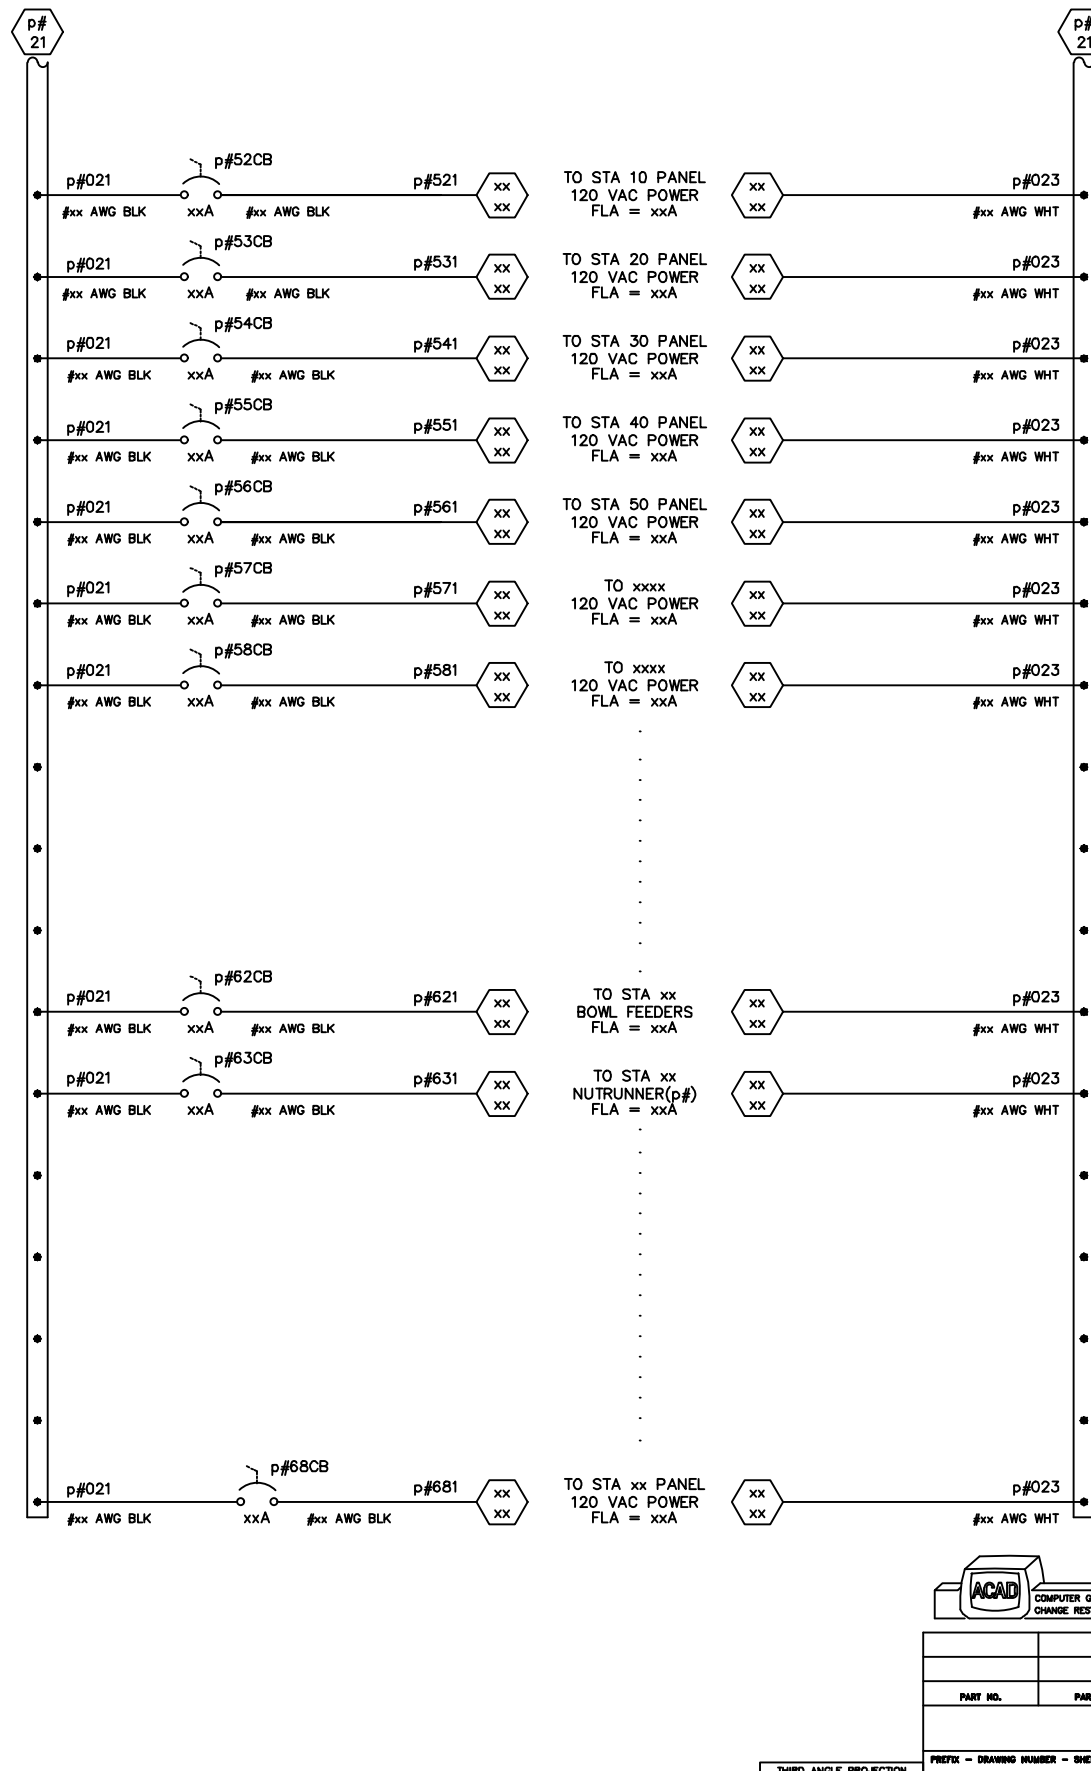 p#
21
p#
21
p#52CB
p#021
p#521
xx
xx
TO STA 10 PANEL
120 VAC POWER
FLA = xxA
xx
xx
p#023
#xx AWG BLK
xxA
#xx AWG BLK
#xx AWG WHT
p#53CB
p#021
p#531
xx
xx
TO STA 20 PANEL
120 VAC POWER
FLA = xxA
xx
xx
p#023
#xx AWG BLK
xxA
#xx AWG BLK
#xx AWG WHT
p#54CB
p#021
p#541
xx
xx
TO STA 30 PANEL
120 VAC POWER
FLA = xxA
xx
xx
p#023
#xx AWG BLK
xxA
#xx AWG BLK
#xx AWG WHT
p#55CB
p#021
p#551
xx
xx
TO STA 40 PANEL
120 VAC POWER
FLA = xxA
xx
xx
p#023
#xx AWG BLK
xxA
#xx AWG BLK
#xx AWG WHT
p#56CB
p#021
p#561
xx
xx
TO STA 50 PANEL
120 VAC POWER
FLA = xxA
xx
xx
p#023
#xx AWG BLK
xxA
#xx AWG BLK
#xx AWG WHT
p#57CB
p#021
p#571
xx
xx
TO xxxx
120 VAC POWER
FLA = xxA
xx
xx
p#023
#xx AWG BLK
xxA
#xx AWG BLK
#xx AWG WHT
p#58CB
p#021
p#581
xx
xx
TO xxxx
120 VAC POWER
FLA = xxA
xx
xx
p#023
#xx AWG BLK
xxA
#xx AWG BLK
#xx AWG WHT
p#62CB
p#021
p#621
xx
xx
TO STA xx
BOWL FEEDERS
FLA = xxA
xx
xx
p#023
#xx AWG BLK
xxA
#xx AWG BLK
#xx AWG WHT
p#63CB
p#021
p#631
xx
xx
TO STA xx
NUTRUNNER(p#)
FLA = xxA
xx
xx
p#023
#xx AWG BLK
xxA
#xx AWG BLK
#xx AWG WHT
p#68CB
p#021
p#681
xx
xx
TO STA xx PANEL
120 VAC POWER
FLA = xxA
xx
xx
p#023
#xx AWG BLK
xxA
#xx AWG BLK
#xx AWG WHT
ACAD
COMPUTER G
CHANGE RES
PART NO.
PAR
PREFIX - DRAWING NUMBER - SHE
THIRD ANGLE PROJECTION